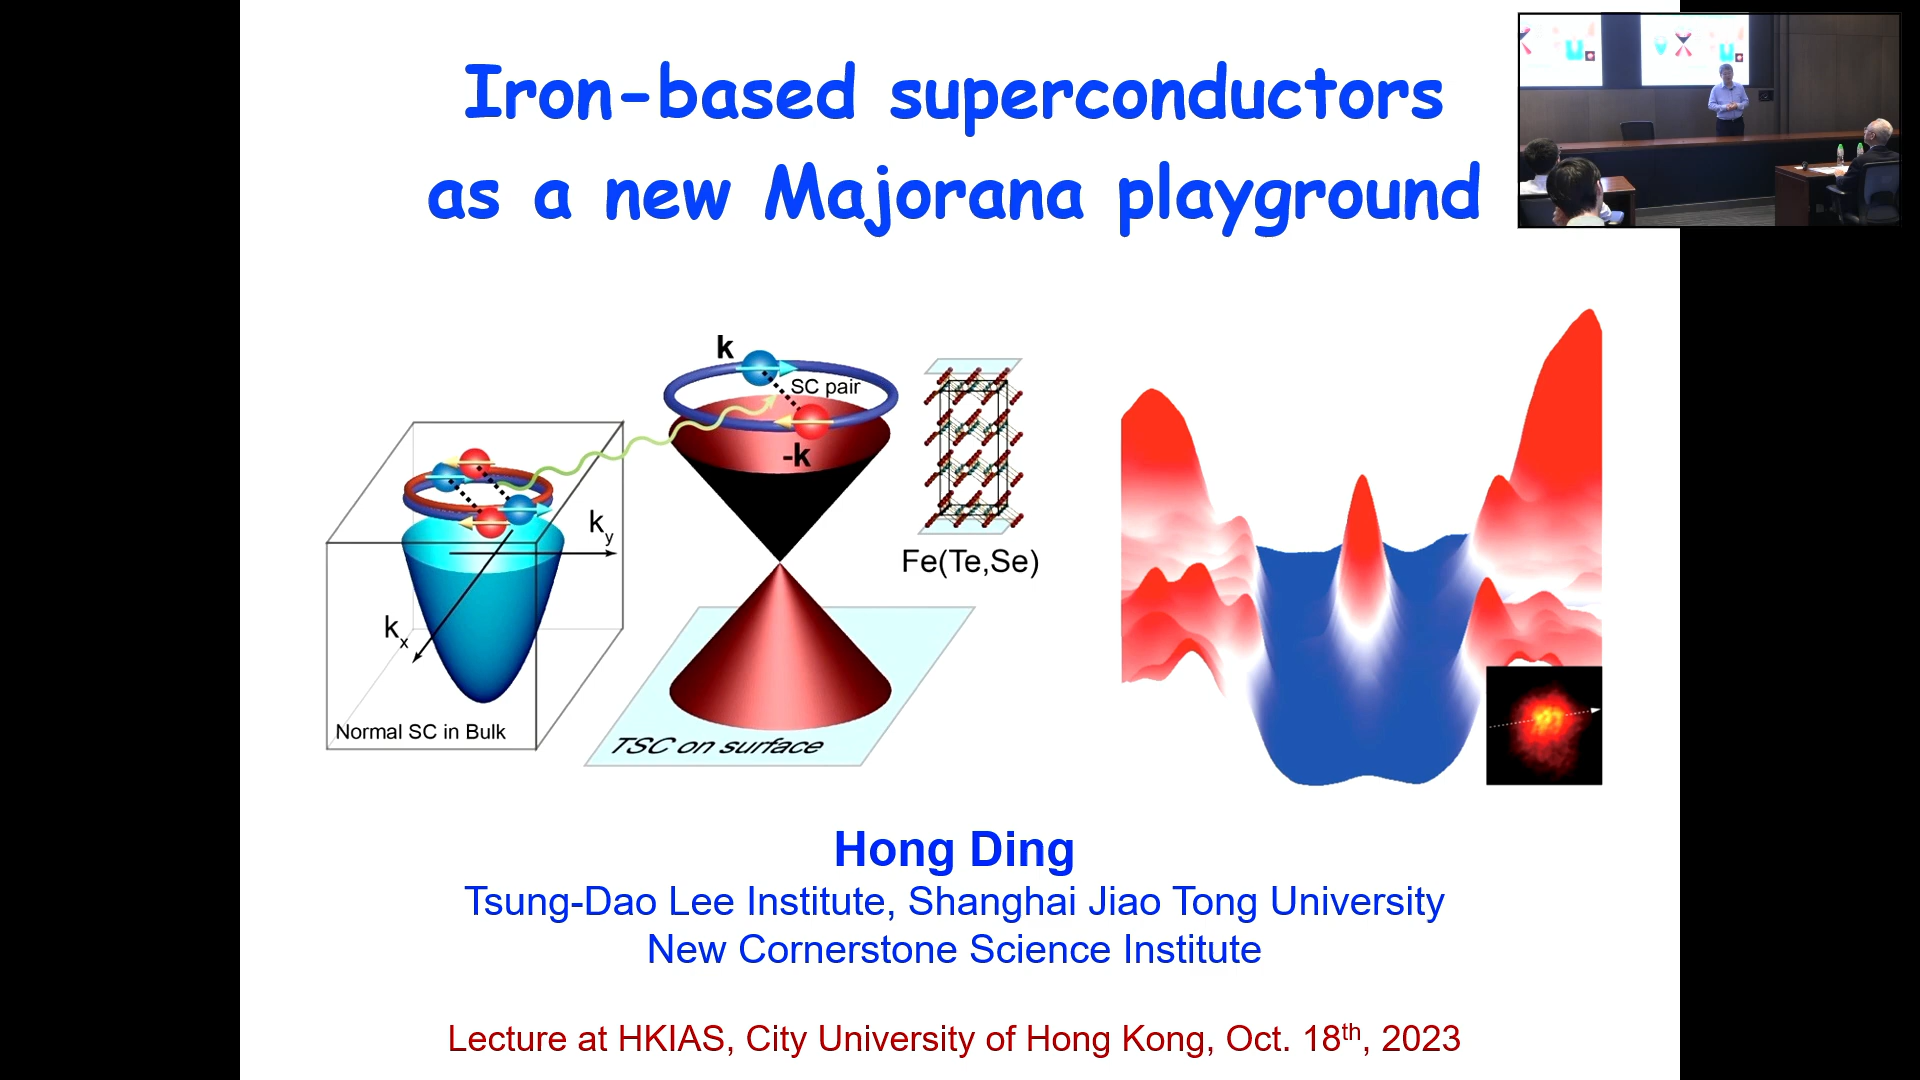 Iron-based superconductors
as a new Majorana playground
k
SC pair
-k
k_y
k_x
Normal SC in Bulk
TSC on surface
Fe(Te,Se)
Hong Ding
Tsung-Dao Lee Institute, Shanghai Jiao Tong University
New Cornerstone Science Institute
Lecture at HKIAS, City University of Hong Kong, Oct. 18th, 2023